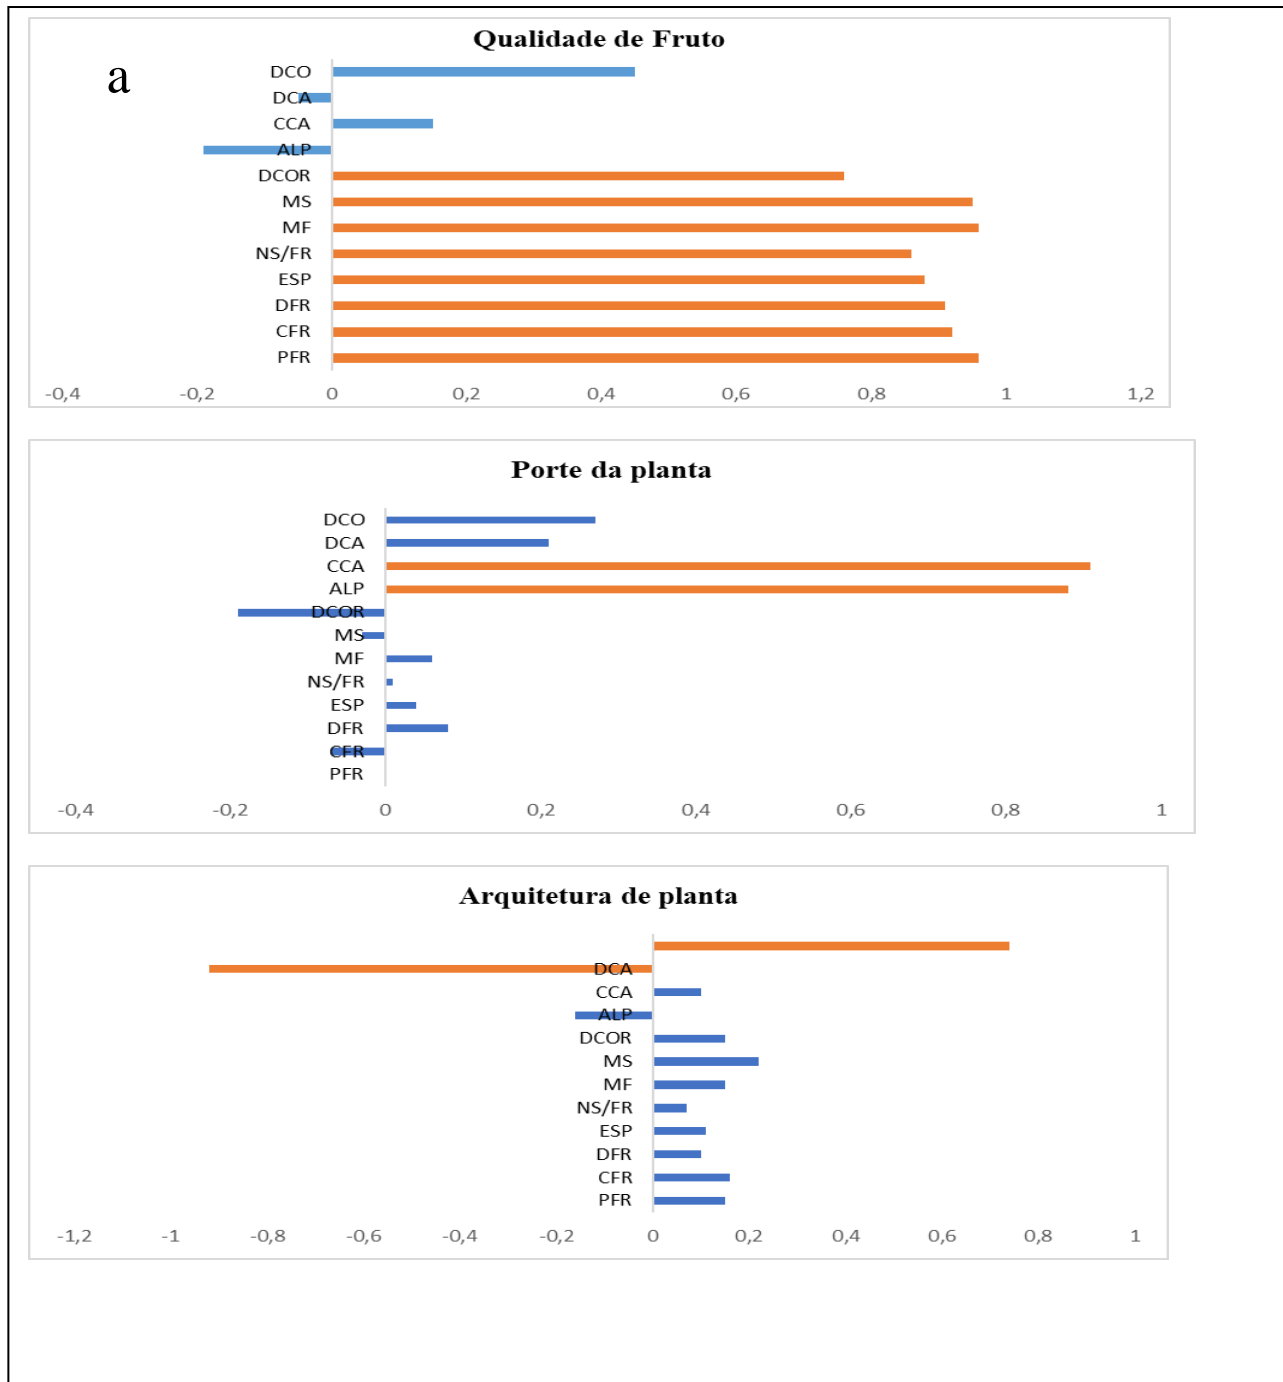 Qualidade de Fruto
a
DCO
DCA
CCA
ALP
DCOR
MS
MF
NS/FR
ESP
DFR
CFR
PFR
-0,4 -0,2 0 0,2 0,4 0,6 0,8 1 1,2
Porte da planta
DCO
DCA
CCA
ALP
DCOR
MS
MF
NS/FR
ESP
DFR
CFR
PFR
-0,4 -0,2 0 0,2 0,4 0,6 0,8 1
Arquitetura de planta
DCA
CCA
ALP
DCOR
MS
MF
NS/FR
ESP
DFR
CFR
PFR
-1,2 -1 -0,8 -0,6 -0,4 -0,2 0 0,2 0,4 0,6 0,8 1